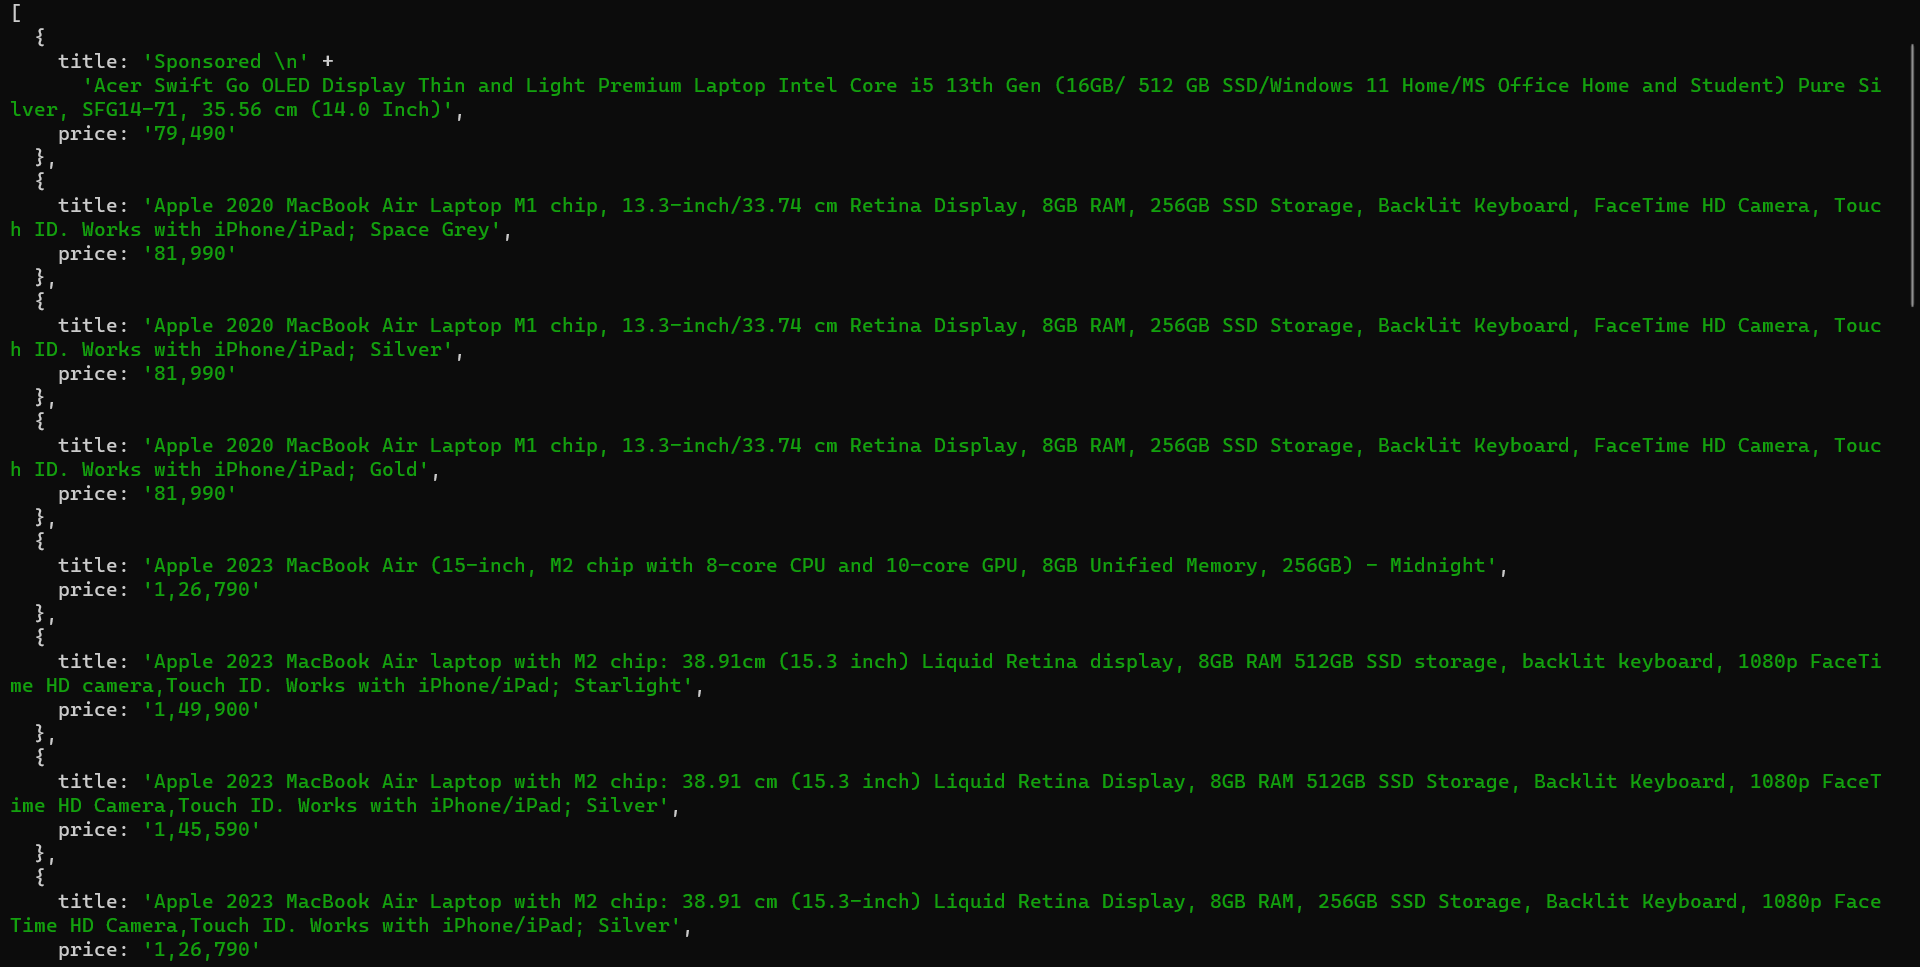 [
  {
    title: 'Sponsored \n' +
      'Acer Swift Go OLED Display Thin and Light Premium Laptop Intel Core i5 13th Gen (16GB/ 512 GB SSD/Windows 11 Home/MS Office Home and Student) Pure Si
lver, SFG14-71, 35.56 cm (14.0 Inch)',
    price: '79,490'
  },
  {
    title: 'Apple 2020 MacBook Air Laptop M1 chip, 13.3-inch/33.74 cm Retina Display, 8GB RAM, 256GB SSD Storage, Backlit Keyboard, FaceTime HD Camera, Touc
h ID. Works with iPhone/iPad; Space Grey',
    price: '81,990'
  },
  {
    title: 'Apple 2020 MacBook Air Laptop M1 chip, 13.3-inch/33.74 cm Retina Display, 8GB RAM, 256GB SSD Storage, Backlit Keyboard, FaceTime HD Camera, Touc
h ID. Works with iPhone/iPad; Silver',
    price: '81,990'
  },
  {
    title: 'Apple 2020 MacBook Air Laptop M1 chip, 13.3-inch/33.74 cm Retina Display, 8GB RAM, 256GB SSD Storage, Backlit Keyboard, FaceTime HD Camera, Touc
h ID. Works with iPhone/iPad; Gold',
    price: '81,990'
  },
  {
    title: 'Apple 2023 MacBook Air (15-inch, M2 chip with 8-core CPU and 10-core GPU, 8GB Unified Memory, 256GB) - Midnight',
    price: '1,26,790'
  },
  {
    title: 'Apple 2023 MacBook Air laptop with M2 chip: 38.91cm (15.3 inch) Liquid Retina display, 8GB RAM 512GB SSD storage, backlit keyboard, 1080p FaceTi
me HD camera,Touch ID. Works with iPhone/iPad; Starlight',
    price: '1,49,900'
  },
  {
    title: 'Apple 2023 MacBook Air Laptop with M2 chip: 38.91 cm (15.3 inch) Liquid Retina Display, 8GB RAM 512GB SSD Storage, Backlit Keyboard, 1080p FaceT
ime HD Camera,Touch ID. Works with iPhone/iPad; Silver',
    price: '1,45,590'
  },
  {
    title: 'Apple 2023 MacBook Air Laptop with M2 chip: 38.91 cm (15.3-inch) Liquid Retina Display, 8GB RAM, 256GB SSD Storage, Backlit Keyboard, 1080p Face
Time HD Camera,Touch ID. Works with iPhone/iPad; Silver',
    price: '1,26,790'